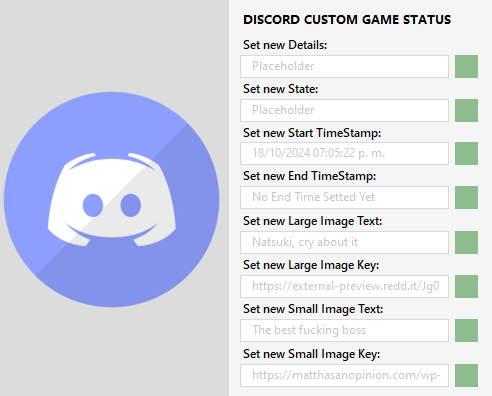 DISCORD CUSTOM GAME STATUS
Set new Details:
Placeholder
Set new State:
Placeholder
Set new Start TimeStamp:
18/10/2024 07:05:22 p. m.
Set new End TimeStamp:
No End Time Setted Yet
Set new Large Image Text:
Natsuki, cry about it
Set new Large Image Key:
https://external-preview.redd.it/Jg0
Set new Small Image Text:
The best fucking boss
Set new Small Image Key:
https://matthasanopinion.com/wp-